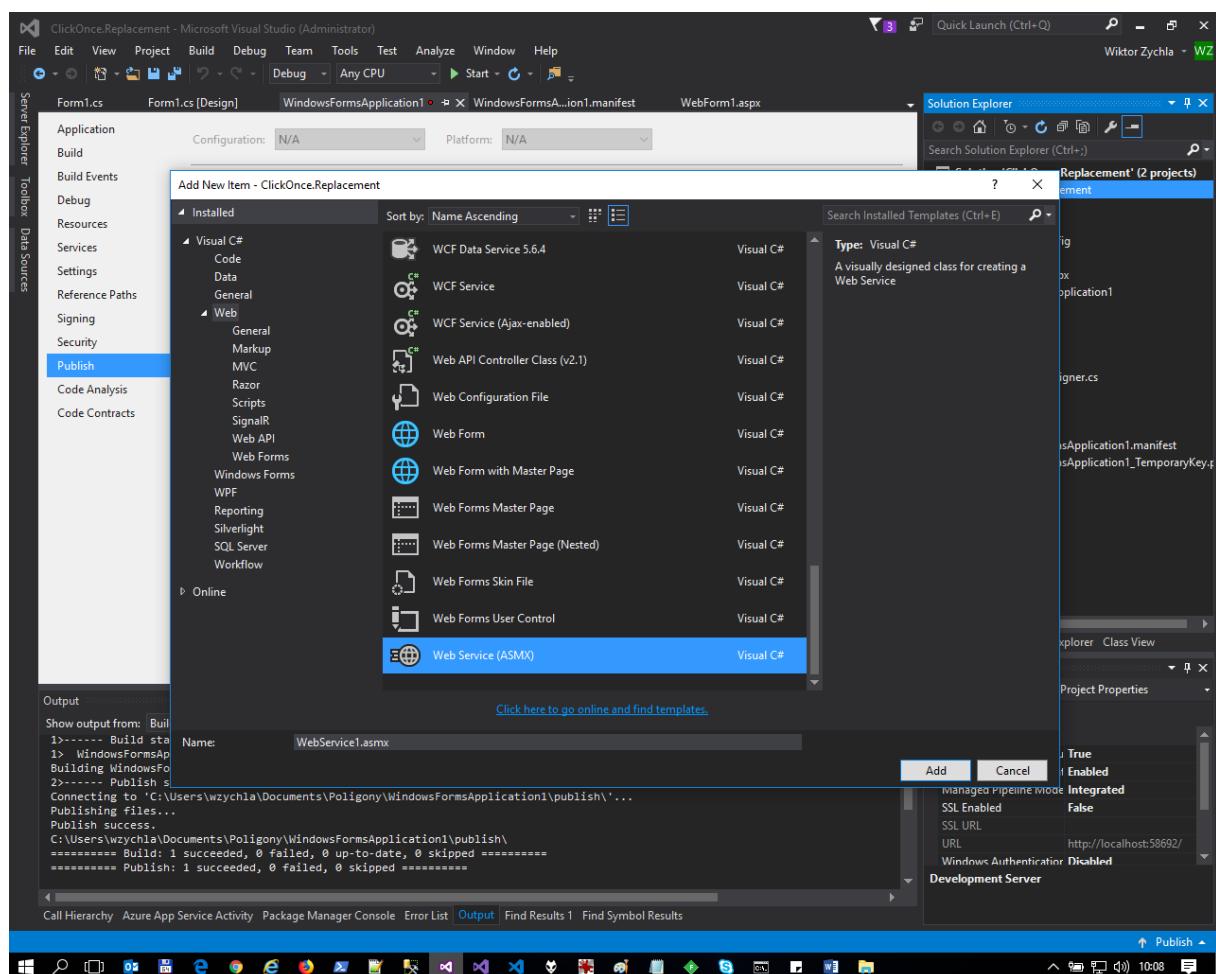 ClickOnce.Replacement - Microsoft Visual Studio (Administrator)
3
Quick Launch (Ctrl+Q)
File Edit View Project Build Debug Team Tools Test Analyze Window Help
Wiktor Zychla WZ
Debug Any CPU Start
Form1.cs Form1.cs [Design] WindowsFormsApplication1 WindowsFormsA...ion1.manifest WebForm1.aspx
Server Explorer
Toolbox
Data Sources
Application
Build
Build Events
Debug
Resources
Services
Settings
Reference Paths
Signing
Security
Publish
Code Analysis
Code Contracts
Configuration: N/A Platform: N/A
Solution Explorer
Search Solution Explorer (Ctrl+;)
Replacement' (2 projects)
ement
ig
ox
pplication1
igner.cs
sApplication1.manifest
sApplication1_TemporaryKey.p
Add New Item - ClickOnce.Replacement
? X
Installed
Sort by: Name Ascending
Search Installed Templates (Ctrl+E)
Visual C#
Code
Data
General
Web
General
Markup
MVC
Razor
Scripts
SignalR
Web API
Web Forms
Windows Forms
WPF
Reporting
Silverlight
SQL Server
Workflow
Online
WCF Data Service 5.6.4 Visual C#
WCF Service Visual C#
WCF Service (Ajax-enabled) Visual C#
Web API Controller Class (v2.1) Visual C#
Web Configuration File Visual C#
Web Form Visual C#
Web Form with Master Page Visual C#
Web Forms Master Page Visual C#
Web Forms Master Page (Nested) Visual C#
Web Forms Skin File Visual C#
Web Forms User Control Visual C#
Web Service (ASMX) Visual C#
Type: Visual C#
A visually designed class for creating a
Web Service
Click here to go online and find templates.
Name: WebService1.asmx
Add Cancel
xplorer Class View
Project Properties
True
Enabled
Managed Pipeline Mode Integrated
SSL Enabled False
SSL URL
URL http://localhost:58692/
Windows Authentication Disabled
Development Server
Output
Show output from: Buil
1>------ Build sta
1> WindowsFormsAp
Building WindowsFo
2>------ Publish s
Connecting to 'C:\Users\wzychla\Documents\Poligony\WindowsFormsApplication1\publish\'...
Publishing files...
Publish success.
C:\Users\wzychla\Documents\Poligony\WindowsFormsApplication1\publish\
========== Build: 1 succeeded, 0 failed, 0 up-to-date, 0 skipped ==========
========== Publish: 1 succeeded, 0 failed, 0 skipped ==========
Call Hierarchy Azure App Service Activity Package Manager Console Error List Output Find Results 1 Find Symbol Results
Publish
10:08